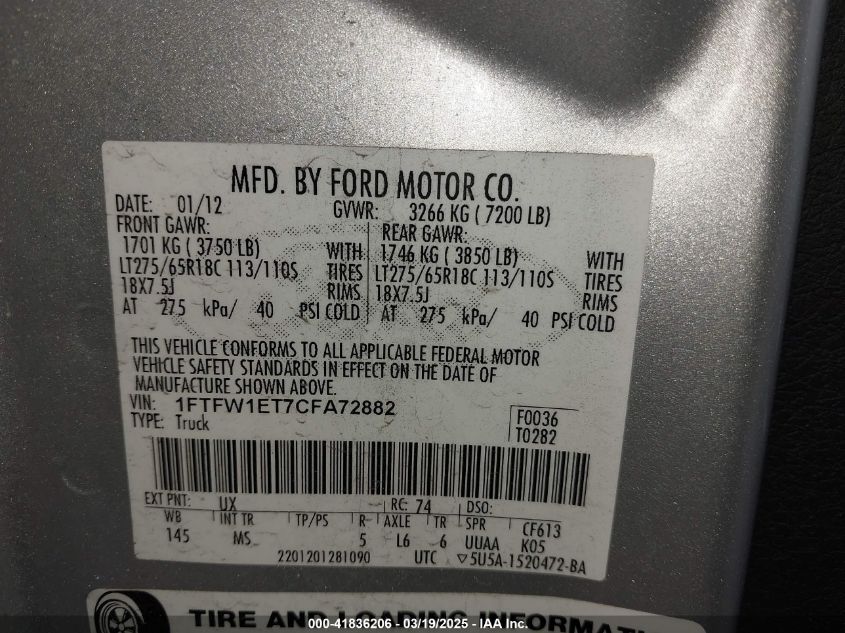 MFD. BY FORD MOTOR CO.
DATE: 01/12 GVWR: 3266 KG ( 7200 LB)
FRONT GAWR: REAR GAWR:
1701 KG ( 3750 LB) WITH 1746 KG ( 3850 LB) WITH
LT275/65R18C 113/110S TIRES LT275/65R18C 113/110S TIRES
18X7.5J RIMS 18X7.5J RIMS
AT 275 kPa/ 40 PSI COLD AT 275 kPa/ 40 PSI COLD
THIS VEHICLE CONFORMS TO ALL APPLICABLE FEDERAL MOTOR
VEHICLE SAFETY STANDARDS IN EFFECT ON THE DATE OF
MANUFACTURE SHOWN ABOVE.
VIN: 1FTFW1ET7CFA72882 F0036
TYPE: Truck T0282
EXT PNT: UX RC: 74 DSO:
WB INT TR TP/PS R AXLE TR SPR CF613
145 MS 5 L6 6 UUAA K05
2201201281090 UTC ▽5U5A-1520472-BA
TIRE AND LOADING INFORMAT
000-41836206 - 03/19/2025 - IAA Inc.